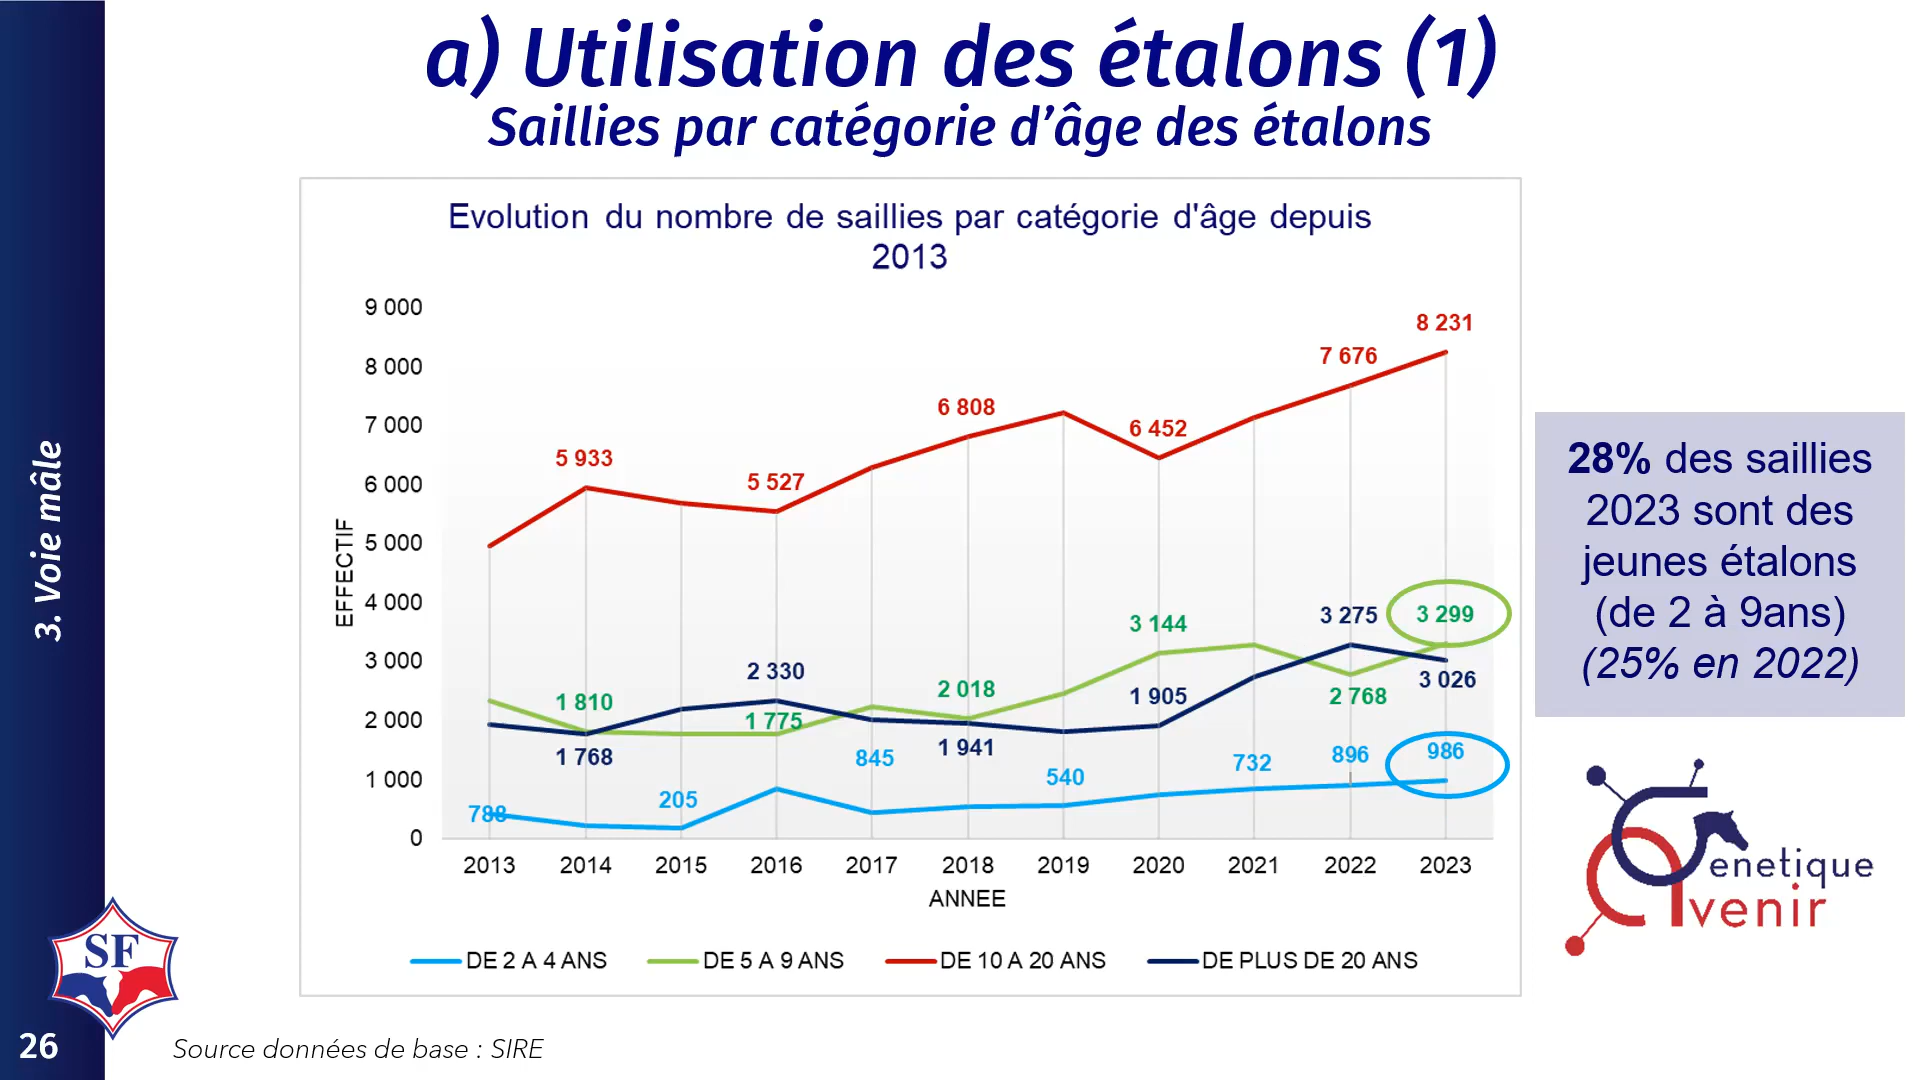 a) Utilisation des étalons (1)
Saillies par catégorie d'âge des étalons
3. Voie mâle
Evolution du nombre de saillies par catégorie d'âge depuis
2013
EFFECTIF
9 000
8 000
7 000
6 000
5 000
4 000
3 000
2 000
1 000
0
8 231
7 676
6 808
6 452
5 933
5 527
3 144
3 275
3 299
2 330
1 810
1 775
2 018
1 905
2 768
3 026
1 768
845
1 941
540
732
896
986
788
205
2013 2014 2015 2016 2017 2018 2019 2020 2021 2022 2023
ANNEE
DE 2 A 4 ANS DE 5 A 9 ANS DE 10 A 20 ANS DE PLUS DE 20 ANS
28% des saillies
2023 sont des
jeunes étalons
(de 2 à 9ans)
(25% en 2022)
Genetique
Avenir
SF
26
Source données de base : SIRE